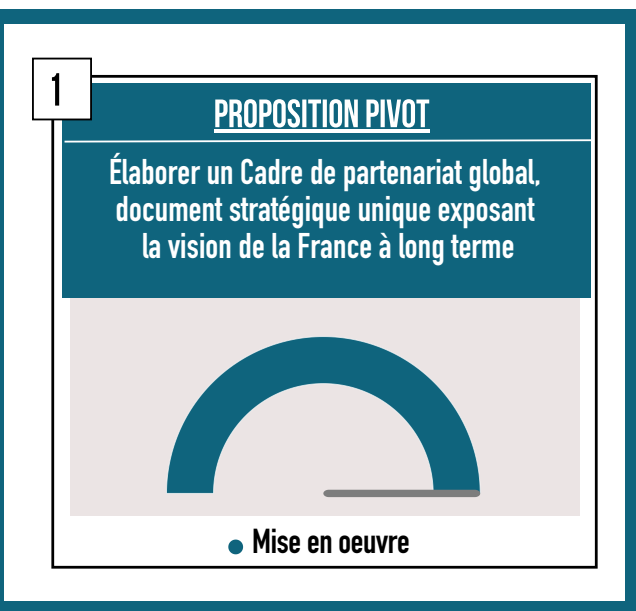 1
PROPOSITION PIVOT
Élaborer un Cadre de partenariat global,
document stratégique unique exposant
la vision de la France à long terme
Mise en oeuvre